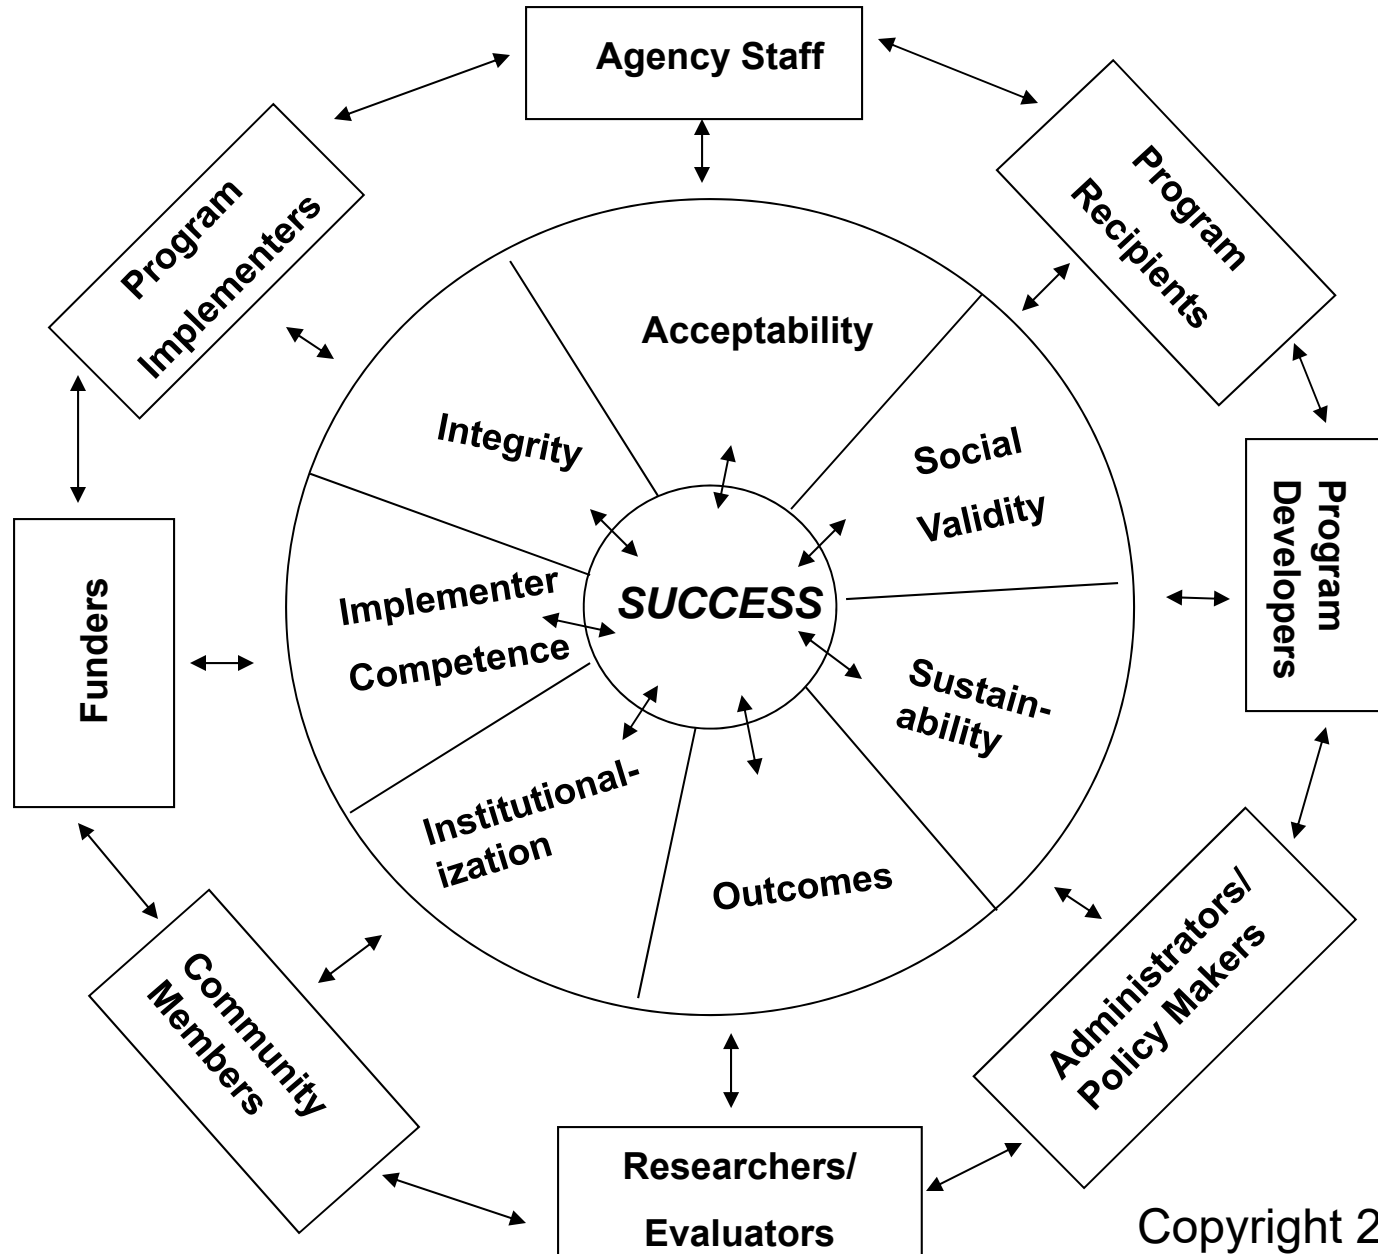 Agency Staff
Program
Implementers
Program
Recipients
Acceptability
Integrity
Social
Validity
Program
Developers
Implementer
Competence
SUCCESS
Funders
Sustain-
ability
Institutional-
ization
Outcomes
Community
Members
Administrators/
Policy Makers
Researchers/
Evaluators
Copyright 2